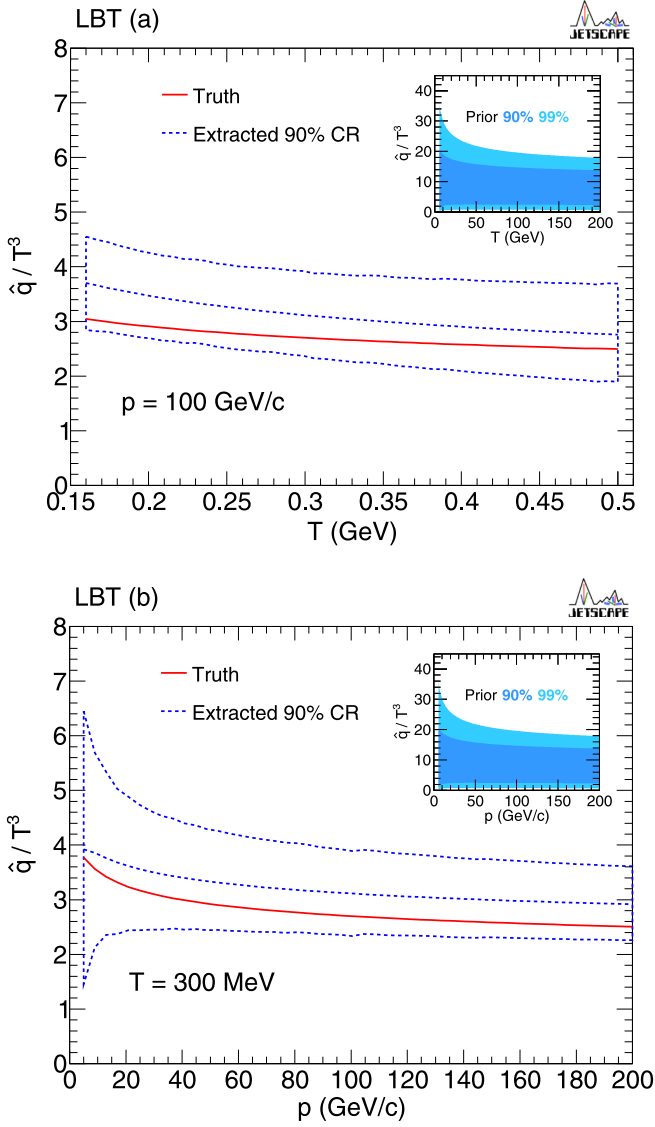 LBT (a)
JETSCAPE
8
7
6
5
4
3
2
1
0
q̂ / T³
Truth
Extracted 90% CR
40
30
20
10
0
q̂ / T³
Prior 90% 99%
0 50 100 150 200
T (GeV)
p = 100 GeV/c
0.15 0.2 0.25 0.3 0.35 0.4 0.45 0.5
T (GeV)
LBT (b)
JETSCAPE
8
7
6
5
4
3
2
1
0
q̂ / T³
Truth
Extracted 90% CR
40
30
20
10
0
q̂ / T³
Prior 90% 99%
0 50 100 150 200
p (GeV/c)
T = 300 MeV
0 20 40 60 80 100 120 140 160 180 200
p (GeV/c)